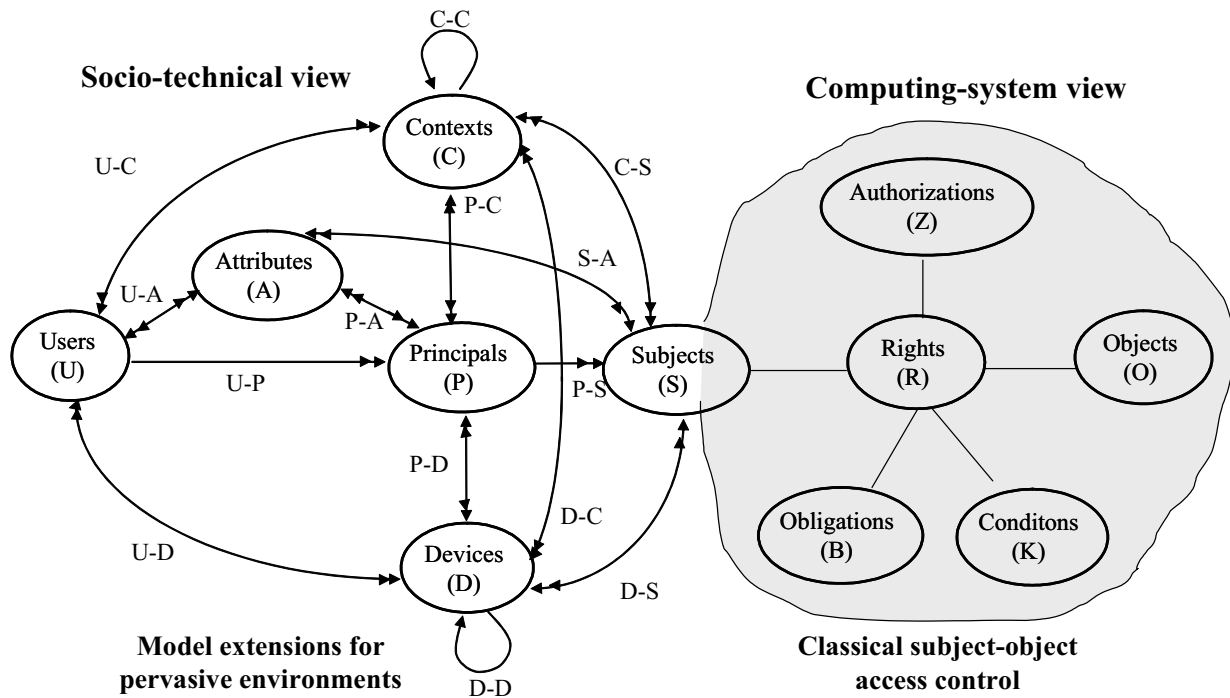 C-C
Socio-technical view
Computing-system view
Contexts
(C)
U-C
C-S
P-C
Authorizations
(Z)
Attributes
(A)
S-A
U-A
P-A
Users
(U)
Principals
(P)
Subjects
(S)
Rights
(R)
Objects
(O)
U-P
P-S
P-D
D-C
Obligations
(B)
Conditons
(K)
U-D
Devices
(D)
D-S
Model extensions for
pervasive environments
D-D
Classical subject-object
access control